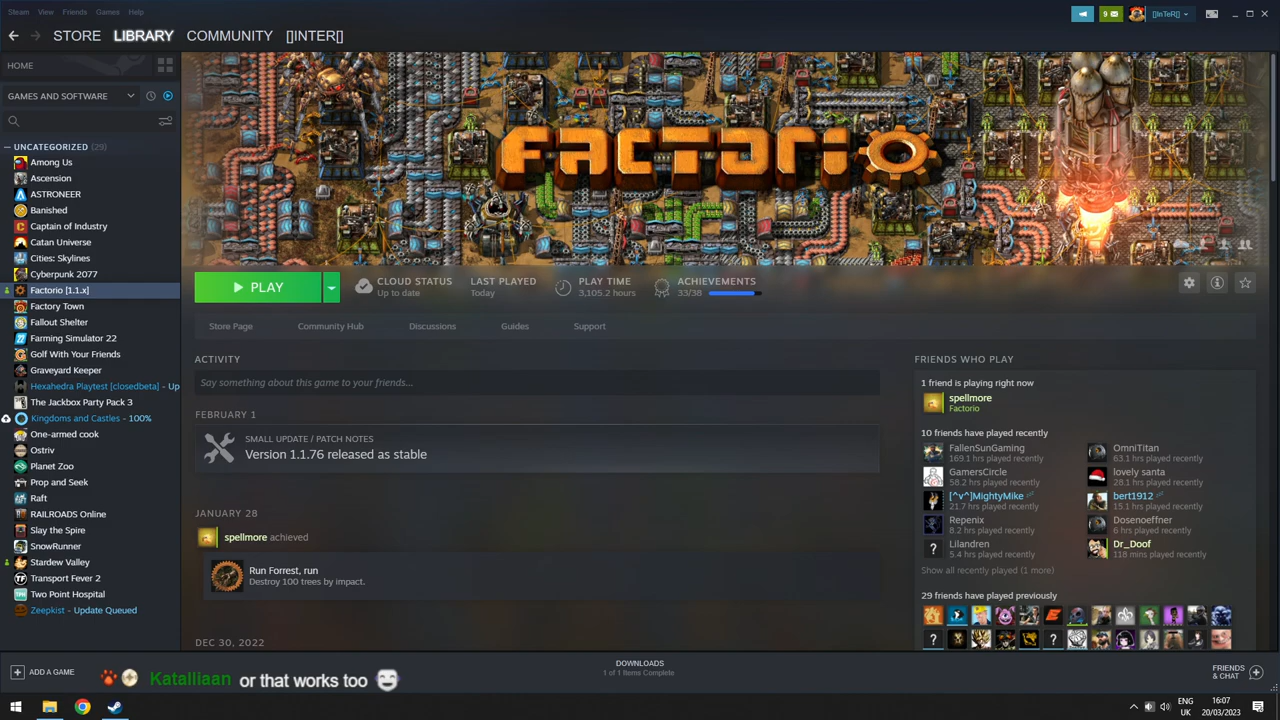 Steam View Friends Games Help
9
[]InTeR[]
STORE LIBRARY COMMUNITY []INTER[]
HOME
GAMES AND SOFTWARE
UNCATEGORIZED (29)
Among Us
Ascension
ASTRONEER
Banished
Captain of Industry
Catan Universe
Cities: Skylines
Cyberpunk 2077
Factorio [1.1.x]
Factory Town
Fallout Shelter
Farming Simulator 22
Golf With Your Friends
Graveyard Keeper
Hexahedra Playtest [closedbeta] - Up
The Jackbox Party Pack 3
Kingdoms and Castles - 100%
One-armed cook
Ostriv
Planet Zoo
Prop and Seek
Raft
RAILROADS Online
Slay the Spire
SnowRunner
Stardew Valley
Transport Fever 2
Two Point Hospital
Zeepkist - Update Queued
FACTORIO
PLAY
CLOUD STATUS
Up to date
LAST PLAYED
Today
PLAY TIME
3,105.2 hours
ACHIEVEMENTS
33/38
Store Page Community Hub Discussions Guides Support
ACTIVITY
Say something about this game to your friends...
FEBRUARY 1
SMALL UPDATE / PATCH NOTES
Version 1.1.76 released as stable
JANUARY 28
spellmore achieved
Run Forrest, run
Destroy 100 trees by impact.
DEC 30, 2022
FRIENDS WHO PLAY
1 friend is playing right now
spellmore
Factorio
10 friends have played recently
FallenSunGaming
169.1 hrs played recently
OmniTitan
63.1 hrs played recently
GamersCircle
58.2 hrs played recently
lovely santa
28.1 hrs played recently
[^v^]MightyMike
21.7 hrs played recently
bert1912
15.1 hrs played recently
Repenix
8.2 hrs played recently
Dosenoeffner
6 hrs played recently
Lilandren
5.4 hrs played recently
Dr_Doof
118 mins played recently
Show all recently played (1 more)
29 friends have played previously
ADD A GAME
Katalliaan or that works too
DOWNLOADS
1 of 1 Items Complete
FRIENDS
& CHAT
ENG
UK
16:07
20/03/2023